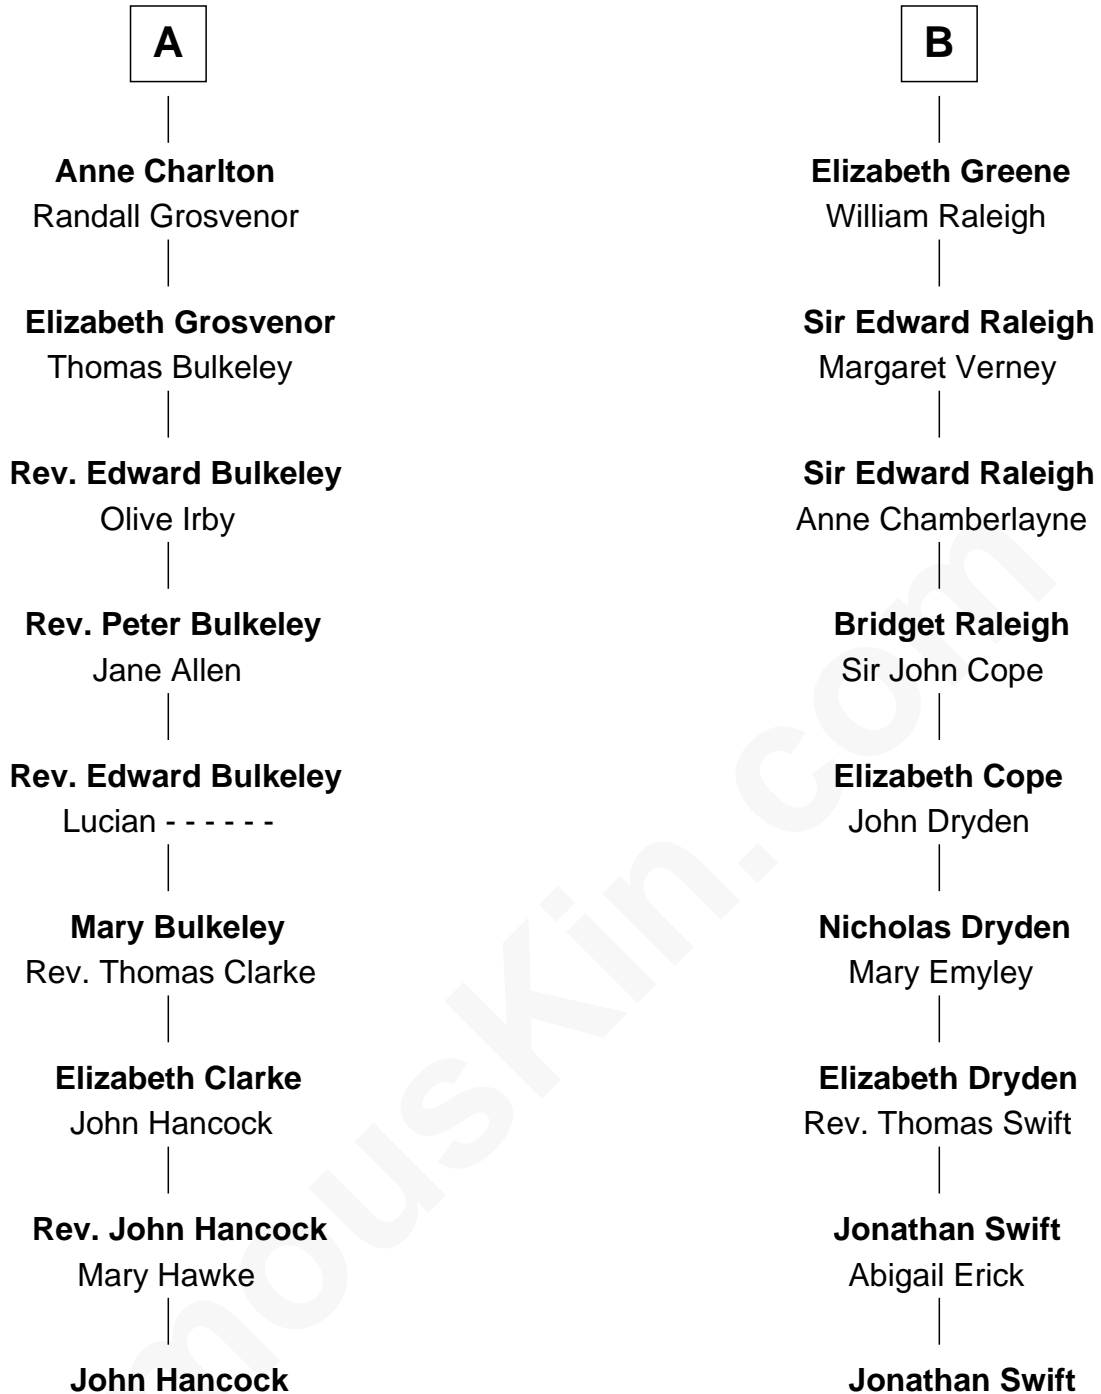 A
Anne Charlton
Randall Grosvenor
Elizabeth Grosvenor
Thomas Bulkeley
Rev. Edward Bulkeley
Olive Irby
Rev. Peter Bulkeley
Jane Allen
Rev. Edward Bulkeley
Lucian - - - - - -
Mary Bulkeley
Rev. Thomas Clarke
Elizabeth Clarke
John Hancock
Rev. John Hancock
Mary Hawke
John Hancock
B
Elizabeth Greene
William Raleigh
Sir Edward Raleigh
Margaret Verney
Sir Edward Raleigh
Anne Chamberlayne
Bridget Raleigh
Sir John Cope
Elizabeth Cope
John Dryden
Nicholas Dryden
Mary Emyley
Elizabeth Dryden
Rev. Thomas Swift
Jonathan Swift
Abigail Erick
Jonathan Swift
mousKin.com